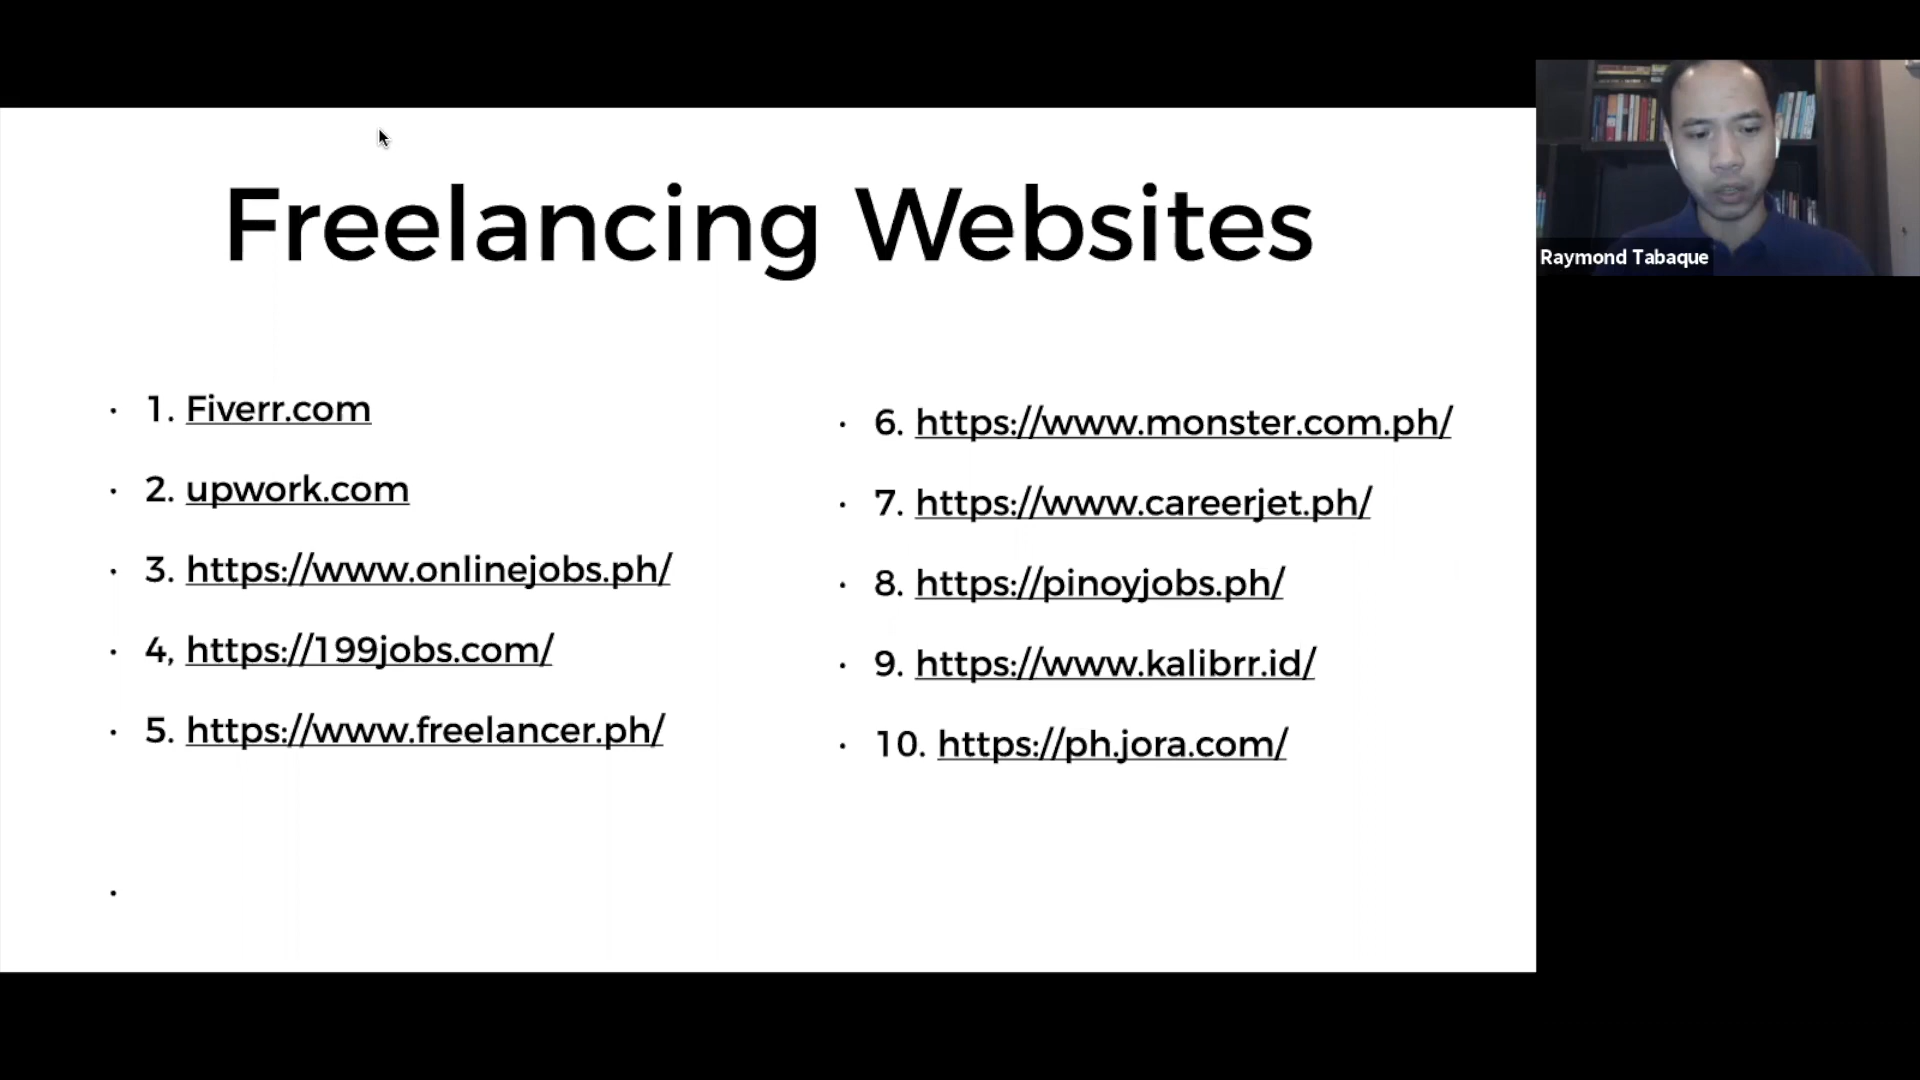 Freelancing Websites
· 1. Fiverr.com
· 2. upwork.com
· 3. https://www.onlinejobs.ph/
· 4, https://199jobs.com/
· 5. https://www.freelancer.ph/
·
· 6. https://www.monster.com.ph/
· 7. https://www.careerjet.ph/
· 8. https://pinoyjobs.ph/
· 9. https://www.kalibrr.id/
· 10. https://ph.jora.com/
Raymond Tabaque